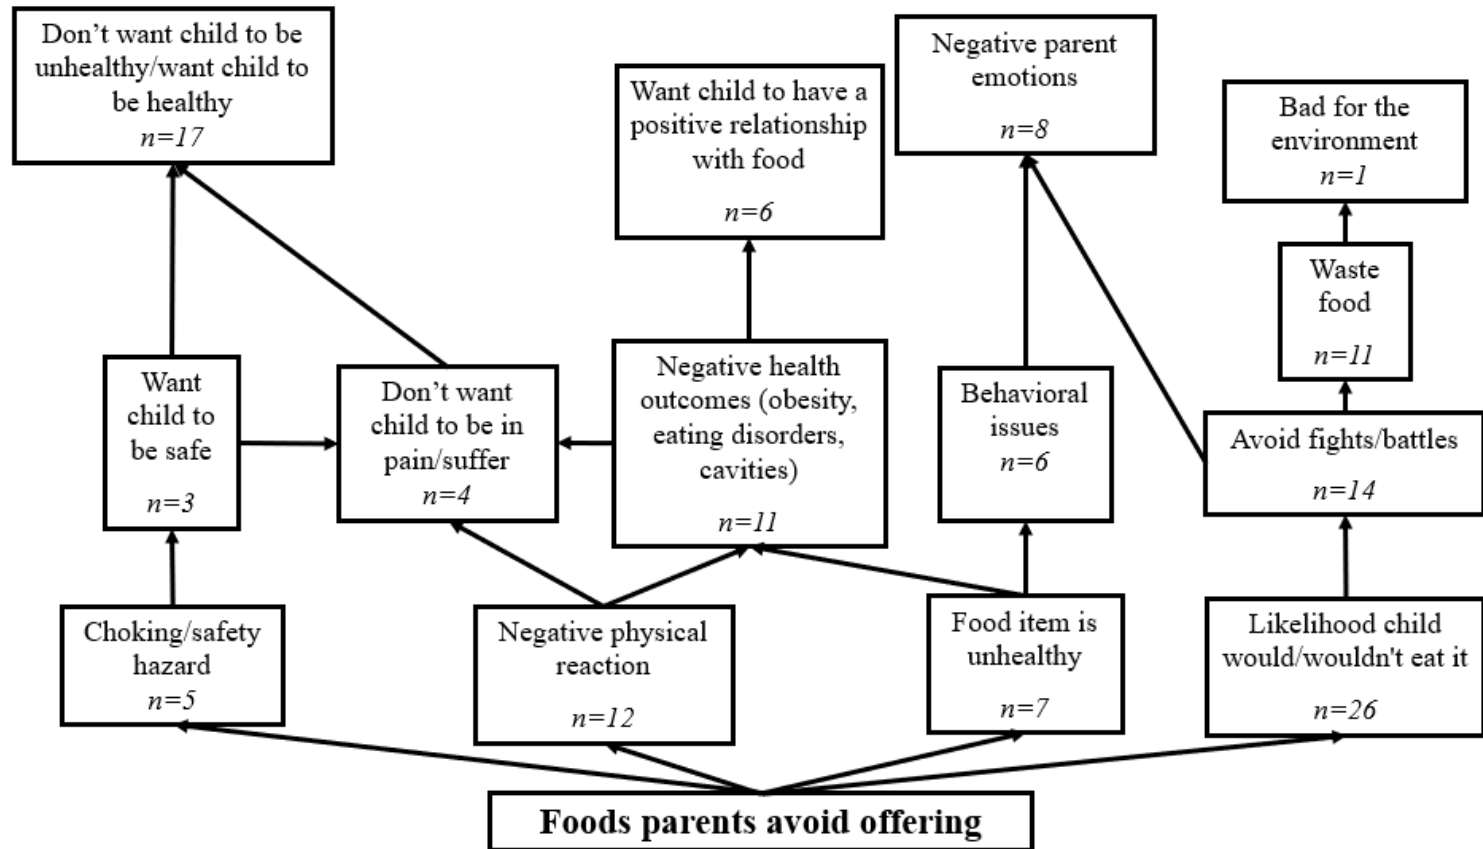 Don’t want child to be
unhealthy/want child to
be healthy
n=17
Want child to have a
positive relationship
with food
n=6
Negative parent
emotions
n=8
Bad for the
environment
n=1
Waste
food
n=11
Want
child to
be safe
n=3
Don’t want
child to be in
pain/suffer
n=4
Negative health
outcomes (obesity,
eating disorders,
cavities)
n=11
Behavioral
issues
n=6
Avoid fights/battles
n=14
Choking/safety
hazard
n=5
Negative physical
reaction
n=12
Food item is
unhealthy
n=7
Likelihood child
would/wouldn't eat it
n=26
Foods parents avoid offering